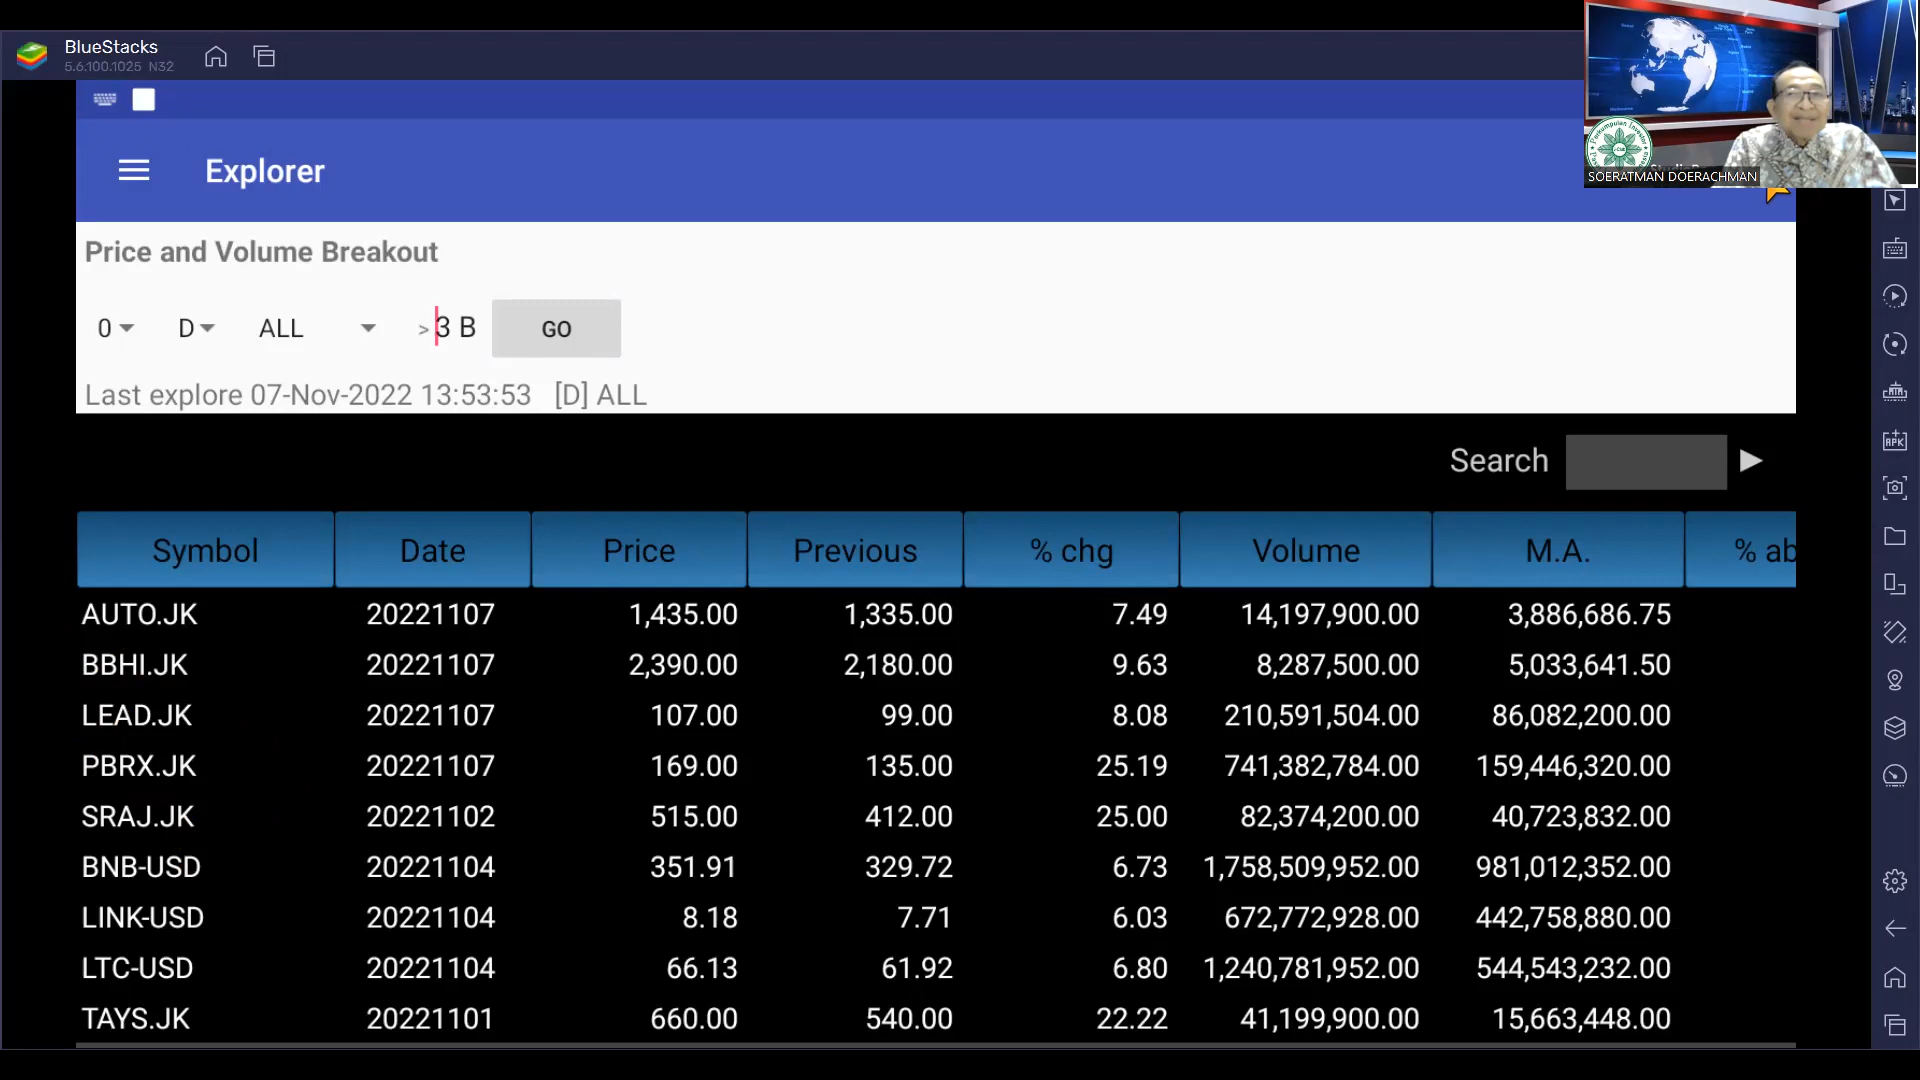 BlueStacks
5.6.100.1025 N32
SOERATMAN DOERACHMAN
Explorer
Price and Volume Breakout
0 D ALL > 3 B GO
Last explore 07-Nov-2022 13:53:53 [D] ALL
Search
Symbol Date Price Previous % chg Volume M.A. % ab
AUTO.JK 20221107 1,435.00 1,335.00 7.49 14,197,900.00 3,886,686.75
BBHI.JK 20221107 2,390.00 2,180.00 9.63 8,287,500.00 5,033,641.50
LEAD.JK 20221107 107.00 99.00 8.08 210,591,504.00 86,082,200.00
PBRX.JK 20221107 169.00 135.00 25.19 741,382,784.00 159,446,320.00
SRAJ.JK 20221102 515.00 412.00 25.00 82,374,200.00 40,723,832.00
BNB-USD 20221104 351.91 329.72 6.73 1,758,509,952.00 981,012,352.00
LINK-USD 20221104 8.18 7.71 6.03 672,772,928.00 442,758,880.00
LTC-USD 20221104 66.13 61.92 6.80 1,240,781,952.00 544,543,232.00
TAYS.JK 20221101 660.00 540.00 22.22 41,199,900.00 15,663,448.00